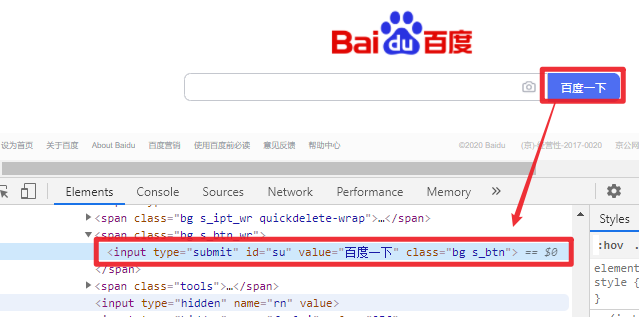 Bai du 百度
百度一下
设为首页 关于百度 About Baidu 百度营销 使用百度前必读 意见反馈 帮助中心 ©2020 Baidu (京)-经营性-2017-0020 京公网
Elements Console Sources Network Performance Memory »
<span class="bg s_ipt_wr quickdelete-wrap">…</span>
<span class="bg s_btn_wr">
<input type="submit" id="su" value="百度一下" class="bg s_btn"> == $0
</span>
<span class="tools">…</span>
<input type="hidden" name="rn" value>
Styles
:hov
element
style {
}